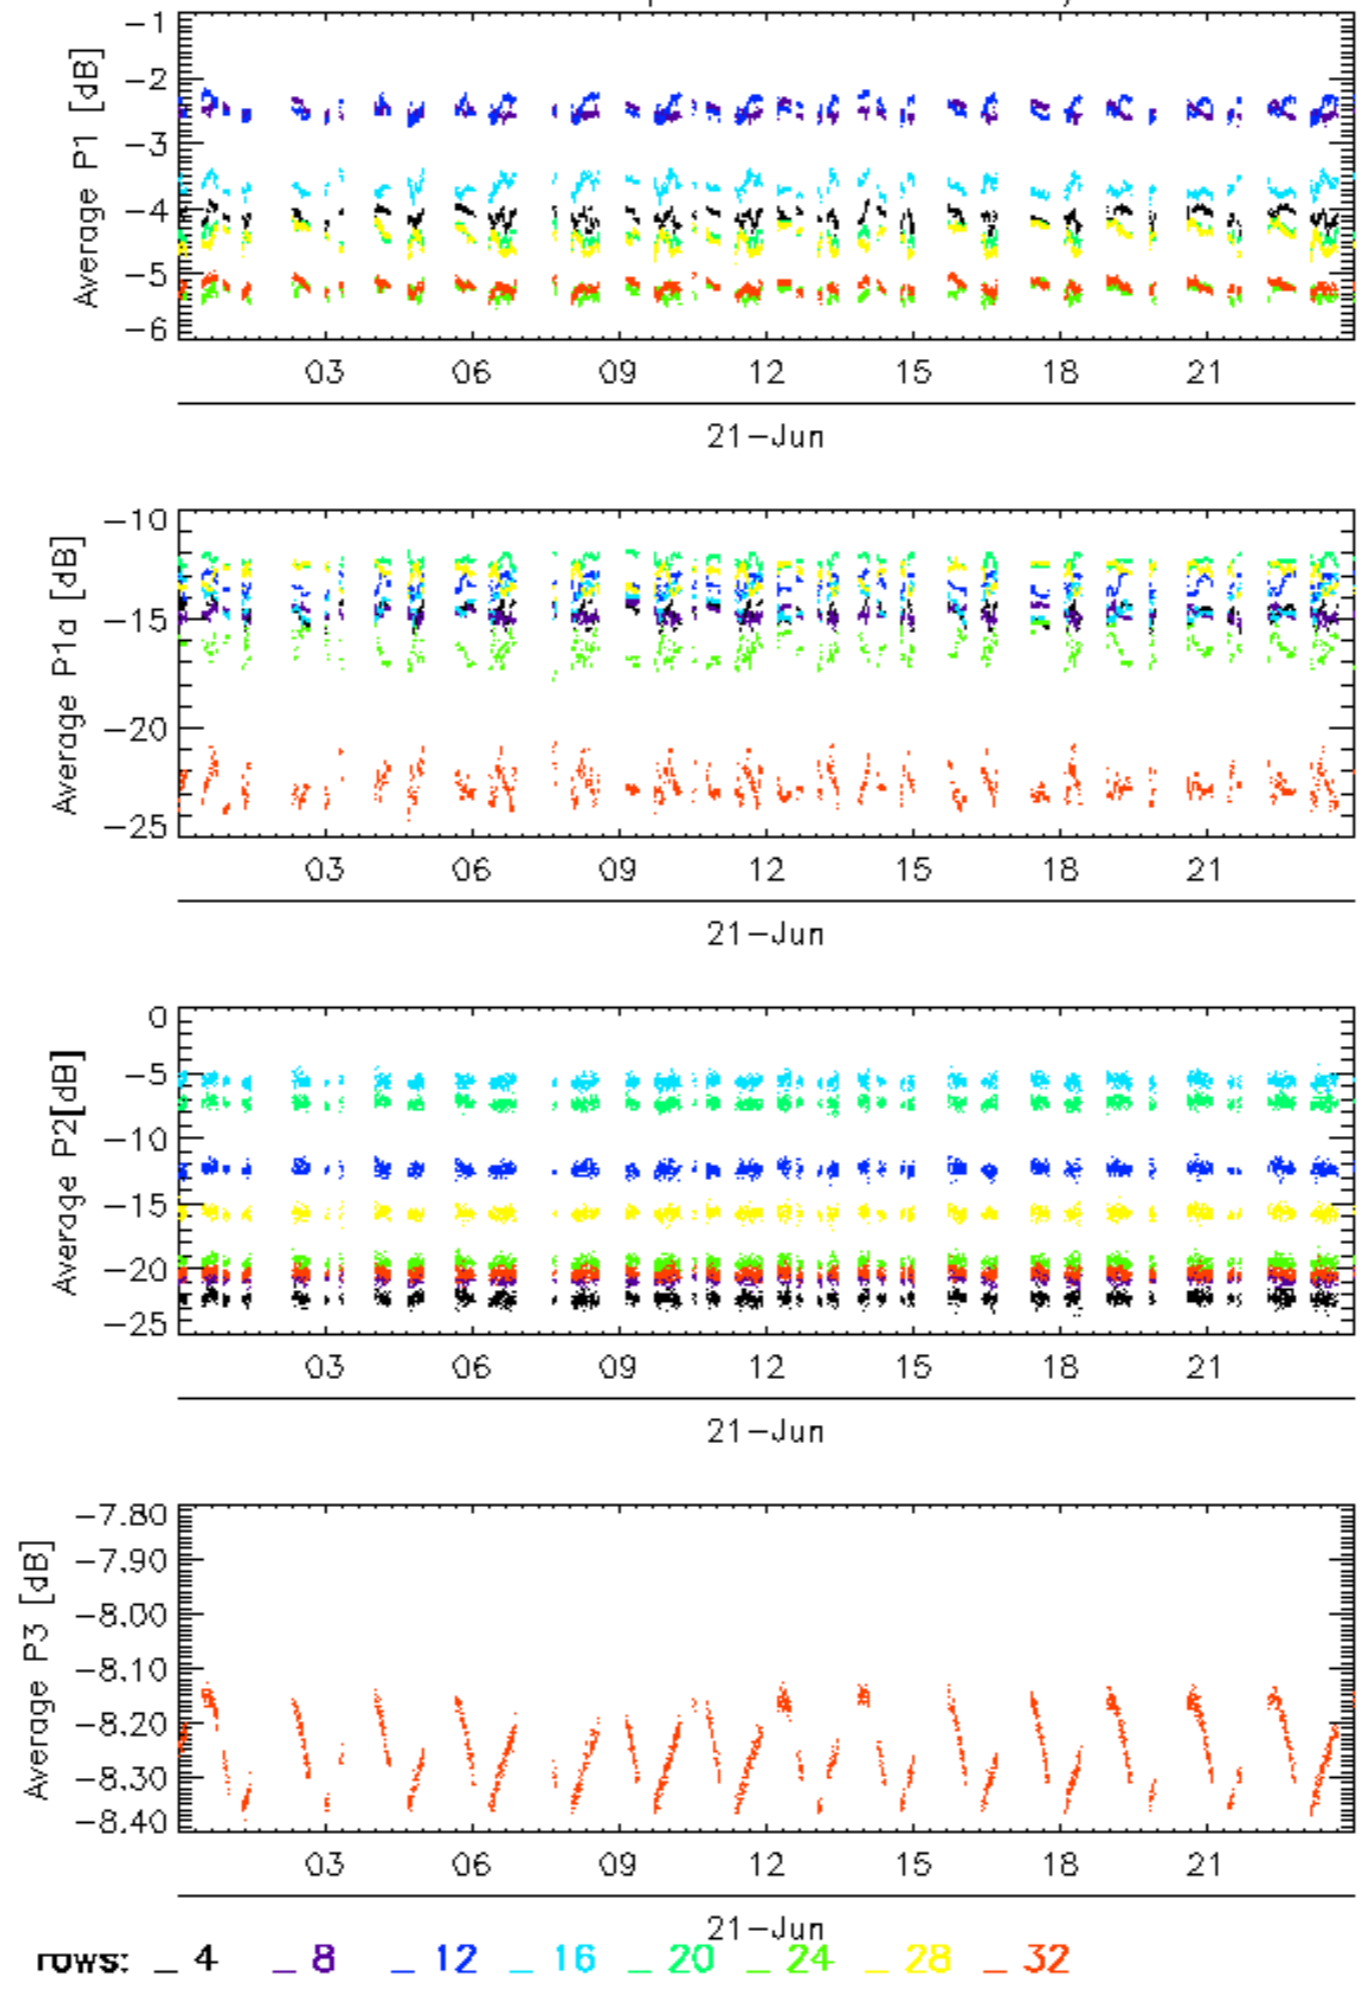 Average P1 [dB]
-1
-2
-3
-4
-5
-6
03 06 09 12 15 18 21
21-Jun
Average P1a [dB]
-10
-15
-20
-25
03 06 09 12 15 18 21
21-Jun
Average P2[dB]
0
-5
-10
-15
-20
-25
03 06 09 12 15 18 21
21-Jun
Average P3 [dB]
-7.80
-7.90
-8.00
-8.10
-8.20
-8.30
-8.40
03 06 09 12 15 18 21
21-Jun
rows: _ 4 _ 8 _ 12 _ 16 _ 20 _ 24 _ 28 _ 32